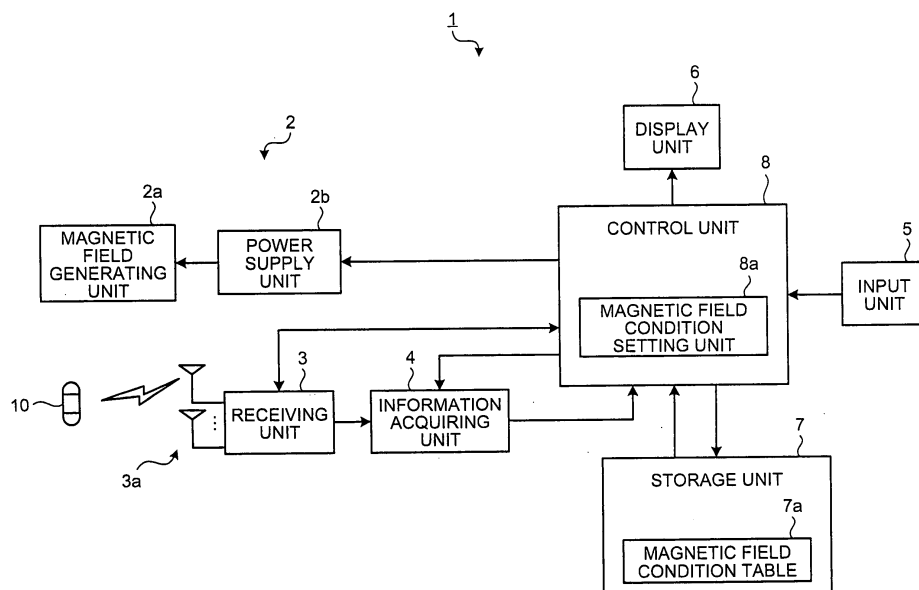 1
6
DISPLAY
UNIT
2
8
2a
2b
CONTROL UNIT
MAGNETIC
FIELD
GENERATING
UNIT
POWER
SUPPLY
UNIT
5
INPUT
UNIT
8a
MAGNETIC FIELD
CONDITION
SETTING UNIT
3
4
10
RECEIVING
UNIT
INFORMATION
ACQUIRING
UNIT
3a
7
STORAGE UNIT
7a
MAGNETIC FIELD
CONDITION TABLE